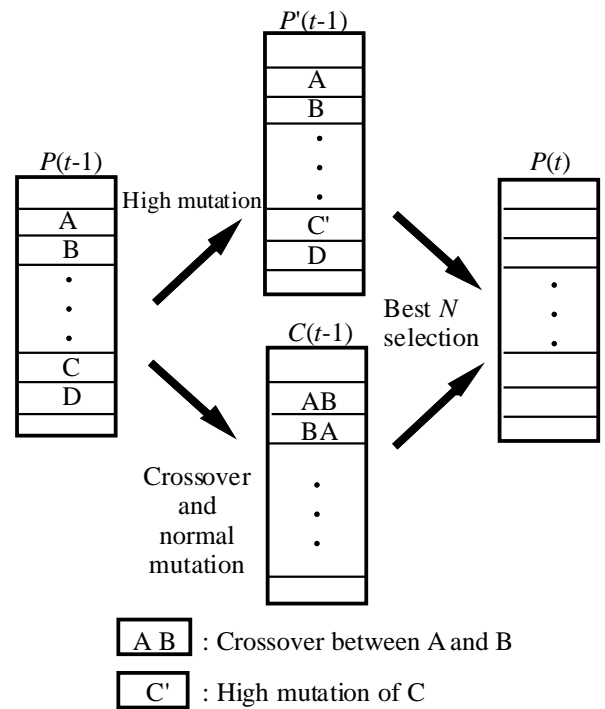 P'(t-1)
A
B
C'
D
P(t-1)
A
B
C
D
High mutation
P(t)
Best N
selection
C(t-1)
AB
BA
Crossover
and
normal
mutation
A B : Crossover between A and B
C' : High mutation of C